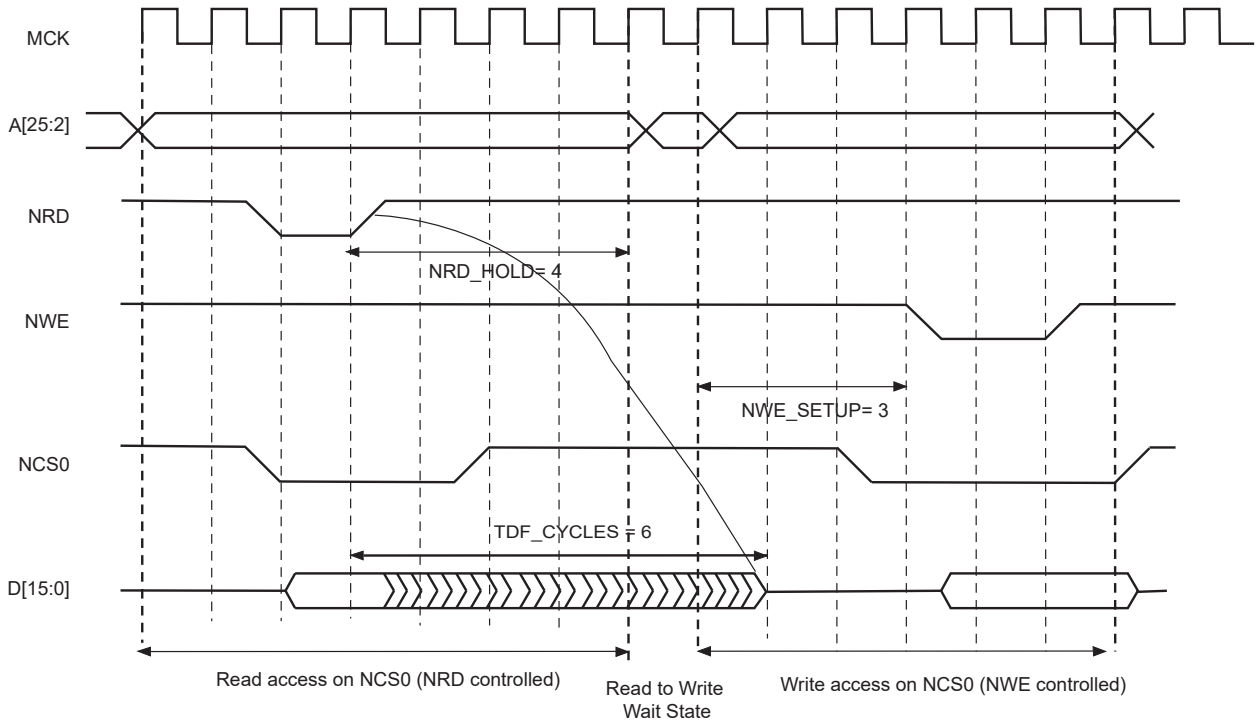 MCK
A[25:2]
NRD
NRD_HOLD= 4
NWE
NWE_SETUP= 3
NCS0
TDF_CYCLES = 6
D[15:0]
Read access on NCS0 (NRD controlled)
Read to Write
Wait State
Write access on NCS0 (NWE controlled)